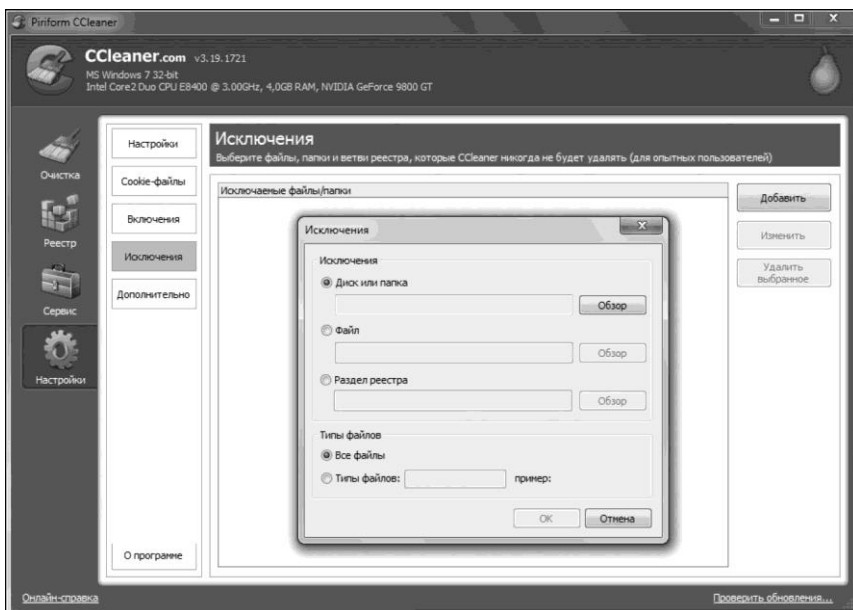 Piriform CCleaner
CCleaner.com v3.19.1721
MS Windows 7 32-bit
Intel Core2 Duo CPU E8400 @ 3.00GHz, 4,0GB RAM, NVIDIA GeForce 9800 GT
Очистка
Реестр
Сервис
Настройки
Настройки
Cookie-файлы
Включения
Исключения
Дополнительно
О программе
Исключения
Выберите файлы, папки и ветви реестра, которые CCleaner никогда не будет удалять (для опытных пользователей)
Исключаемые файлы/папки
Добавить
Изменить
Удалить
выбранное
Исключения
Исключения
Диск или папка
Обзор
Файл
Обзор
Раздел реестра
Обзор
Типы файлов
Все файлы
Типы файлов: пример:
OK Отмена
Онлайн-справка
Проверить обновления...